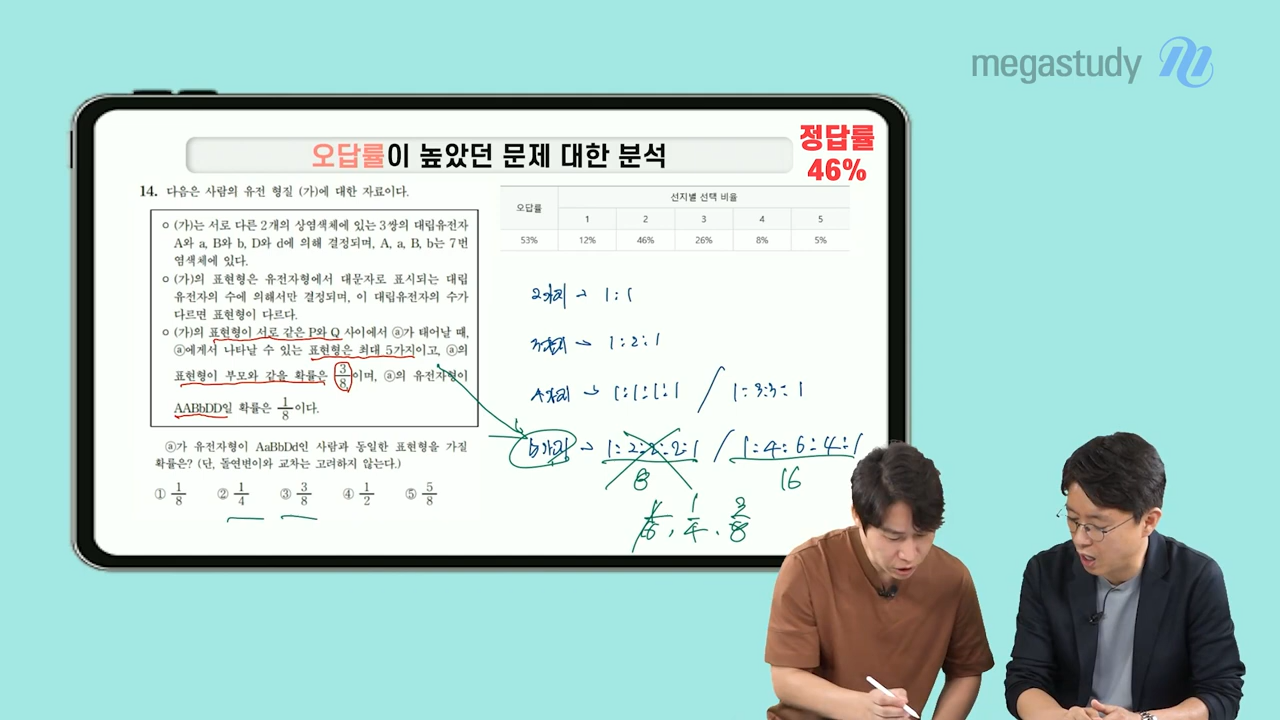 megastudy
오답률이 높았던 문제 대한 분석
정답률
46%
14. 다음은 사람의 유전 형질 (가)에 대한 자료이다.
○ (가)는 서로 다른 2개의 상염색체에 있는 3쌍의 대립유전자
A와 a, B와 b, D와 d에 의해 결정되며, A, a, B, b는 7번
염색체에 있다.
○ (가)의 표현형은 유전자형에서 대문자로 표시되는 대립
유전자의 수에 의해서만 결정되며, 이 대립유전자의 수가
다르면 표현형이 다르다.
○ (가)의 표현형이 서로 같은 P와 Q 사이에서 ⓐ가 태어날 때,
ⓐ에게서 나타날 수 있는 표현형은 최대 5가지이고, ⓐ의
표현형이 부모와 같을 확률은 3/8이며, ⓐ의 유전자형이
AABbDD일 확률은 1/8이다.
ⓐ가 유전자형이 AaBbDd인 사람과 동일한 표현형을 가질
확률은? (단, 돌연변이와 교차는 고려하지 않는다.)
① 1/8 ② 1/4 ③ 3/8 ④ 1/2 ⑤ 5/8
오답률 선지별 선택 비율
1 2 3 4 5
53% 12% 46% 26% 8% 5%
2가지 → 1:1
3가지 → 1:2:1
4가지 → 1:1:1:1 / 1:3:3:1
5가지 → 1:2:2:2:1 / 1:4:6:4:1
8 16
1/4, 3/8